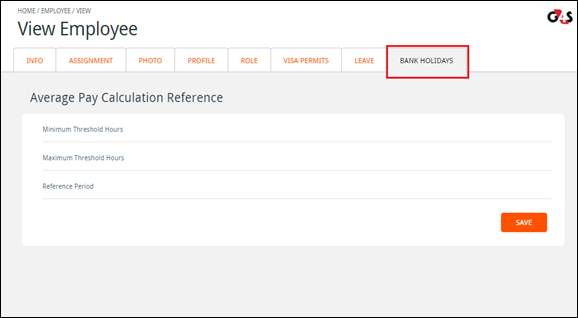 HOME / EMPLOYEE / VIEW
G4S
View Employee
INFO ASSIGNMENT PHOTO PROFILE ROLE VISA PERMITS LEAVE BANK HOLIDAYS
Average Pay Calculation Reference
Minimum Threshold Hours
Maximum Threshold Hours
Reference Period
SAVE